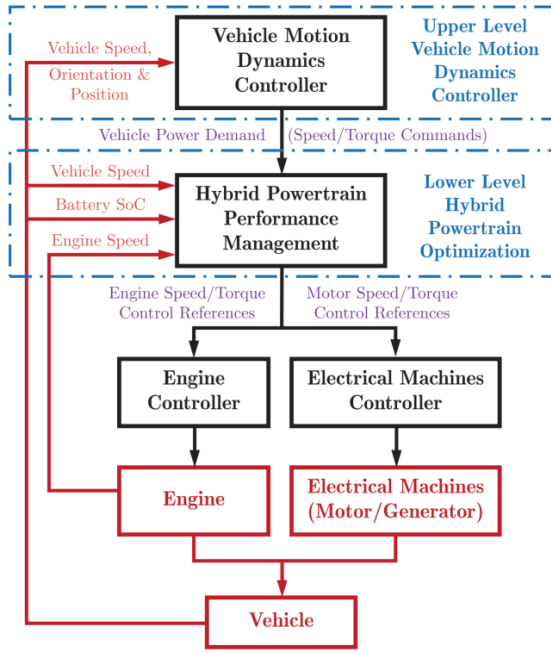 Vehicle Speed,
Orientation &
Position
Vehicle Motion
Dynamics
Controller
Upper Level
Vehicle Motion
Dynamics
Controller
Vehicle Power Demand (Speed/Torque Commands)
Vehicle Speed
Battery SoC
Engine Speed
Hybrid Powertrain
Performance
Management
Lower Level
Hybrid
Powertrain
Optimization
Engine Speed/Torque
Control References
Motor Speed/Torque
Control References
Engine
Controller
Electrical Machines
Controller
Engine
Electrical Machines
(Motor/Generator)
Vehicle